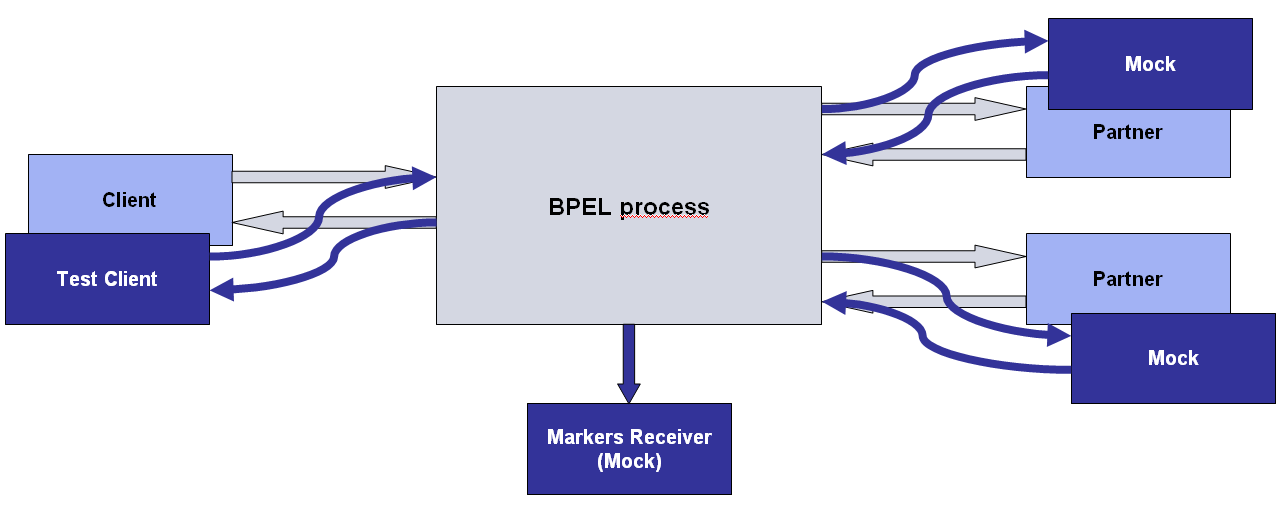 Mock
Partner
Client
BPEL process
Test Client
Partner
Mock
Markers Receiver
(Mock)